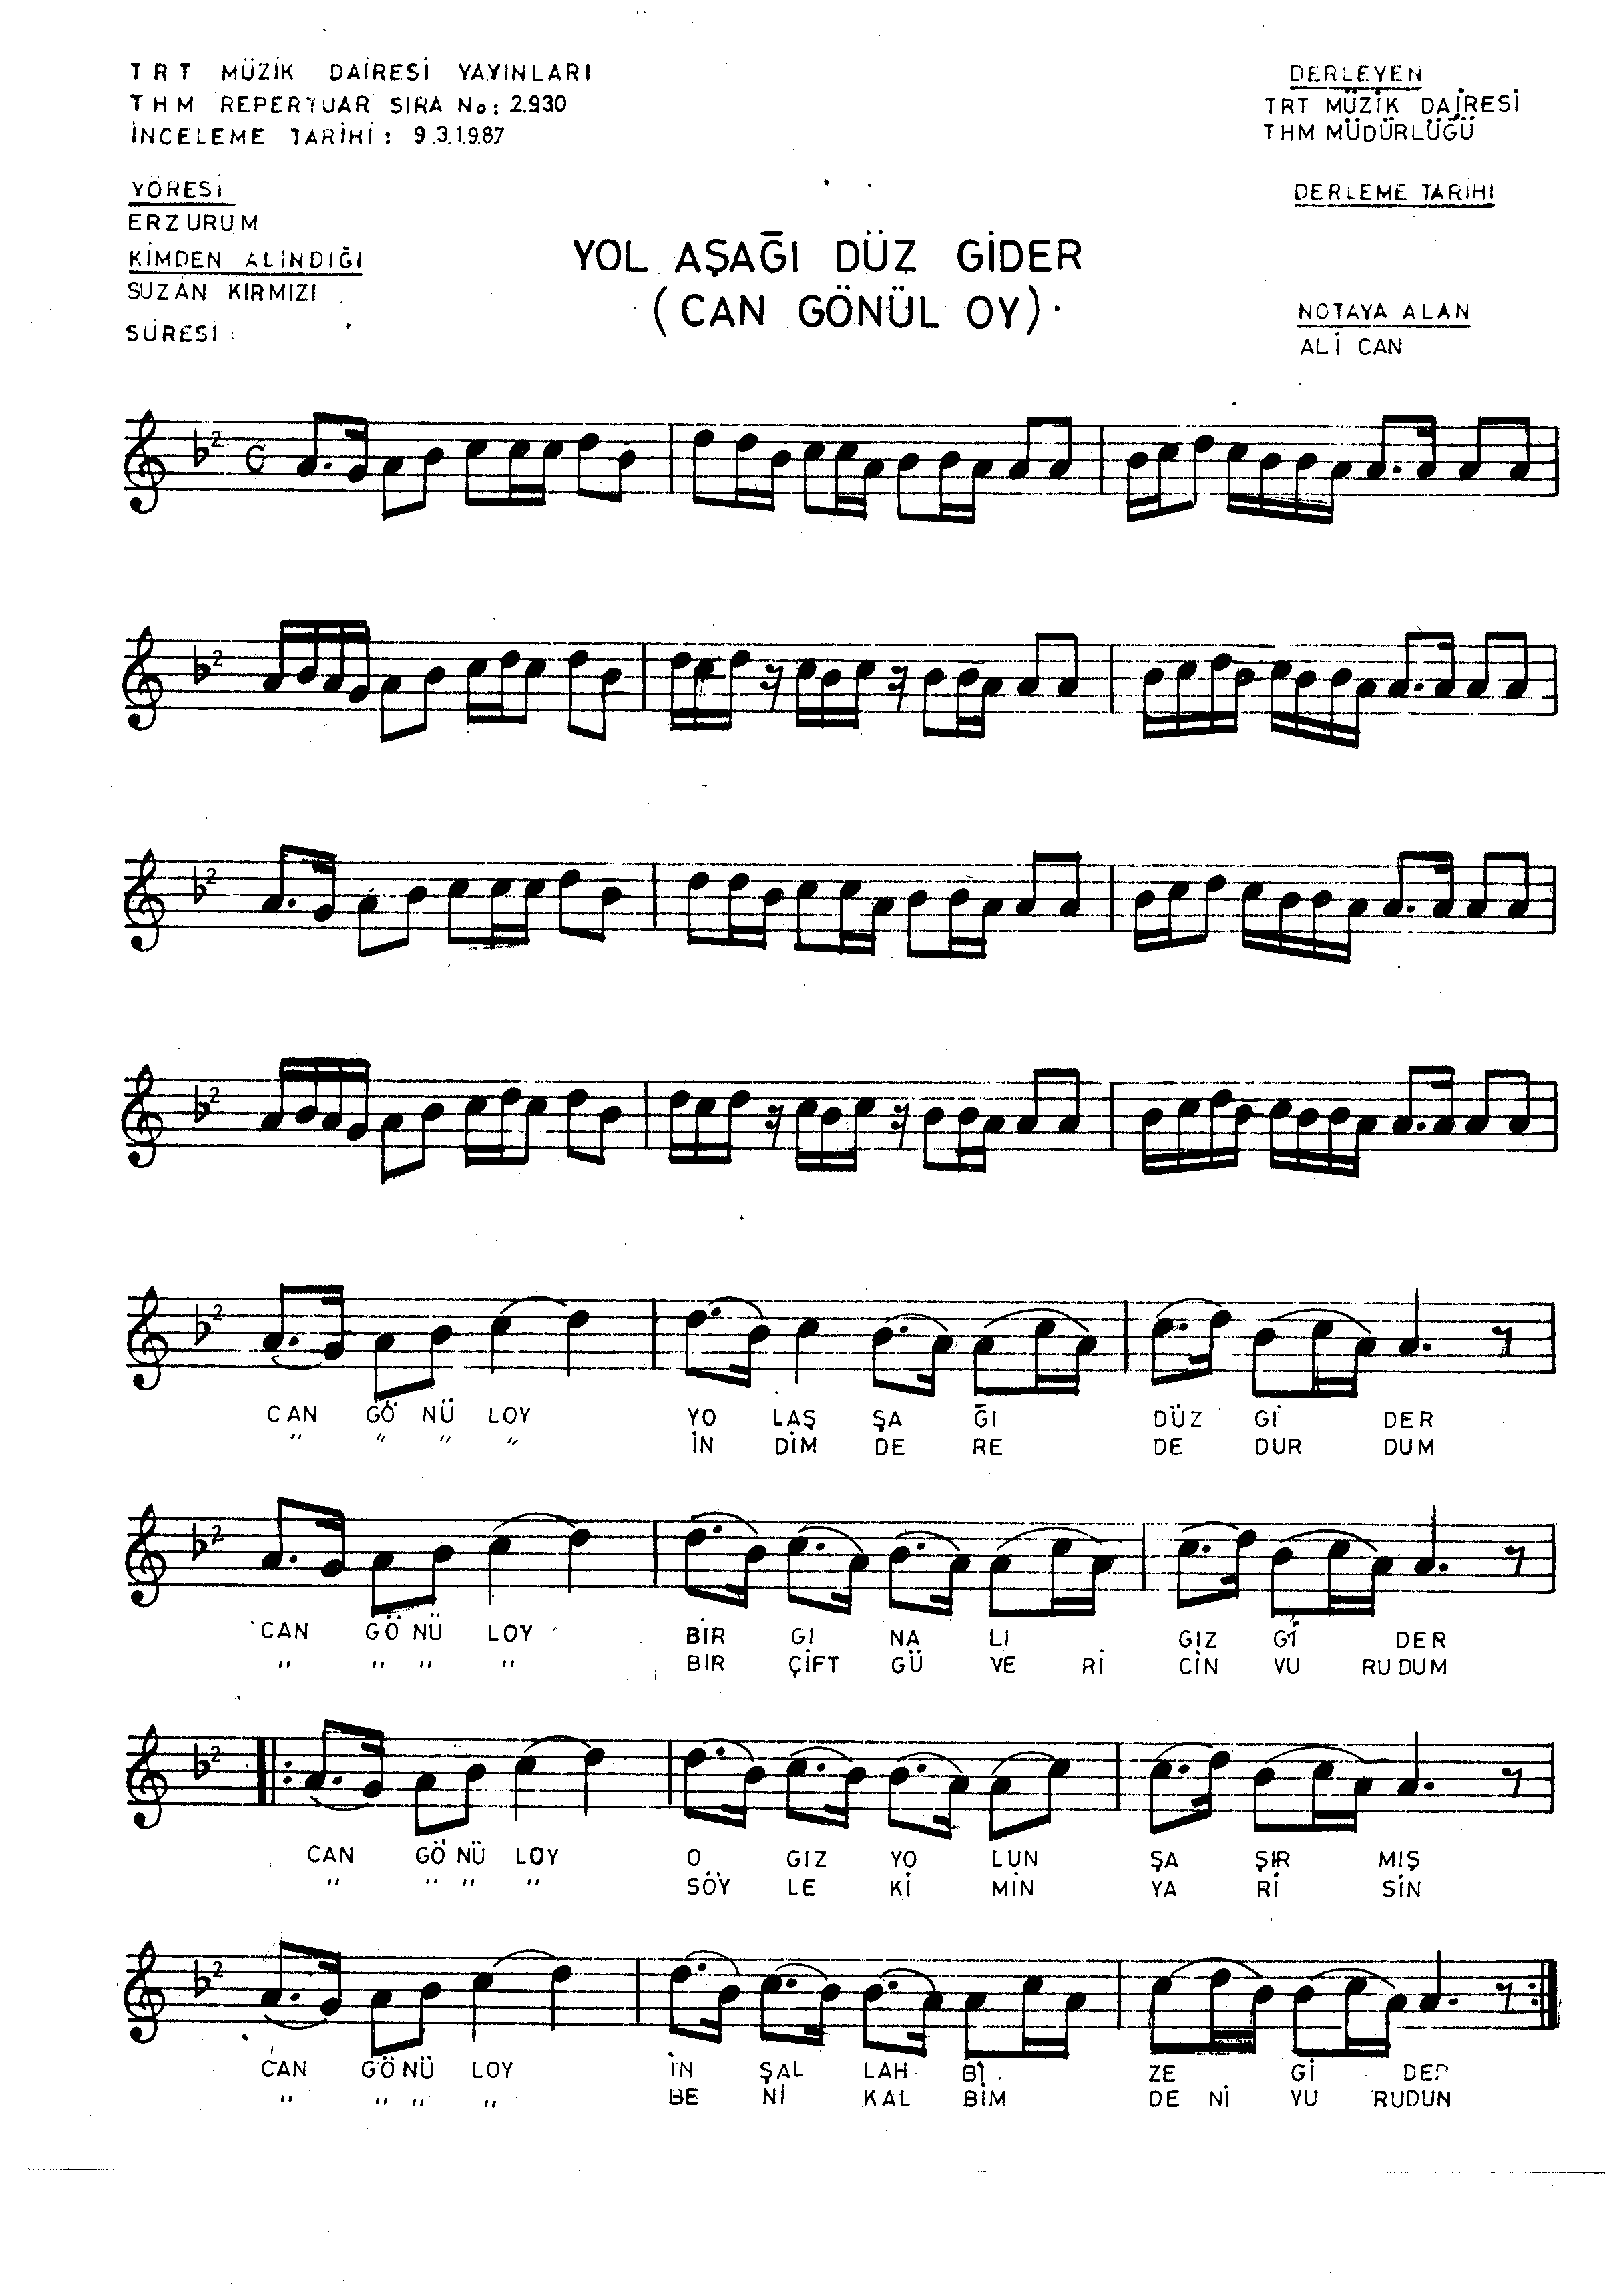 TRT MÜZİK DAİRESİ YAYINLARI
THM REPERTUAR SIRA No: 2.930
İNCELEME TARİHİ: 9.3.1.9.87
DERLEYEN
TRT MÜZİK DAİRESİ
THM MÜDÜRLÜĞÜ
YÖRESİ
ERZURUM
DERLEME TARİHİ
KİMDEN ALINDIĞI
SUZAN KIRMIZI
SÜRESİ:
YOL AŞAĞI DÜZ GİDER
(CAN GÖNÜL OY)
NOTAYA ALAN
ALİ CAN
CAN GÖ NÜ LOY YO LAŞ ŞA ĞI DÜZ Gİ DER
" " " " İN DİM DE RE DE DUR DUM
CAN GÖ NÜ LOY BİR GI NA LI GIZ Gİ DER
" " " " BIR ÇİFT GÜ VE Rİ CİN VU RU DUM
CAN GÖ NÜ LOY O GIZ YO LUN ŞA ŞIR MIŞ
" " " " SÖY LE Kİ MİN YA Rİ SİN
CAN GÖ NÜ LOY İN ŞAL LAH Bİ ZE Gİ DER
" " " " BE Nİ KAL BİM DE Nİ VU RUDUN